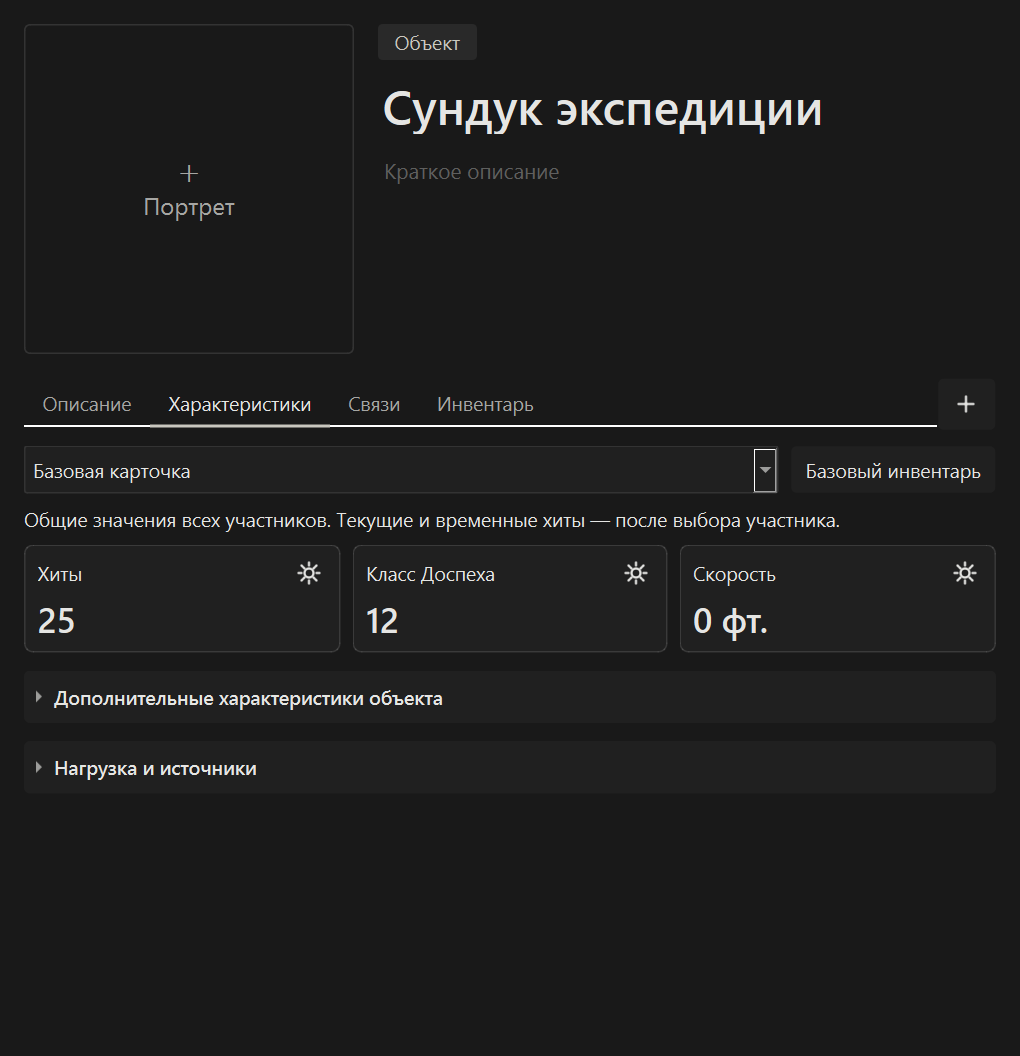 Объект
Сундук экспедиции
Краткое описание
+
Портрет
Описание Характеристики Связи Инвентарь +
Базовая карточка Базовый инвентарь
Общие значения всех участников. Текущие и временные хиты — после выбора участника.
Хиты Класс Доспеха Скорость
25 12 0 фт.
Дополнительные характеристики объекта
Нагрузка и источники